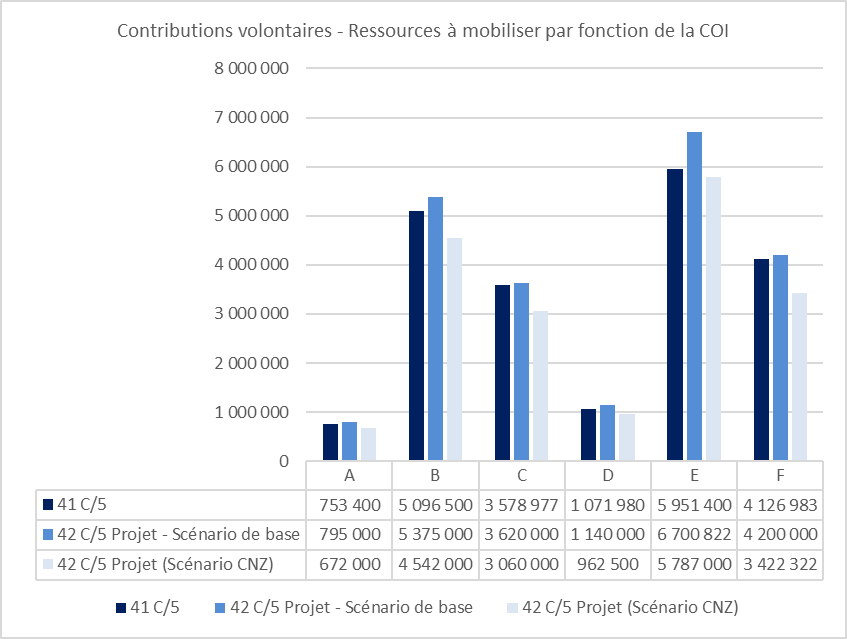 Contributions volontaires - Ressources à mobiliser par fonction de la COI
8 000 000
7 000 000
6 000 000
5 000 000
4 000 000
3 000 000
2 000 000
1 000 000
0
A B C D E F
41 C/5 753 400 5 096 500 3 578 977 1 071 980 5 951 400 4 126 983
42 C/5 Projet - Scénario de base 795 000 5 375 000 3 620 000 1 140 000 6 700 822 4 200 000
42 C/5 Projet (Scénario CNZ) 672 000 4 542 000 3 060 000 962 500 5 787 000 3 422 322
41 C/5 42 C/5 Projet - Scénario de base 42 C/5 Projet (Scénario CNZ)